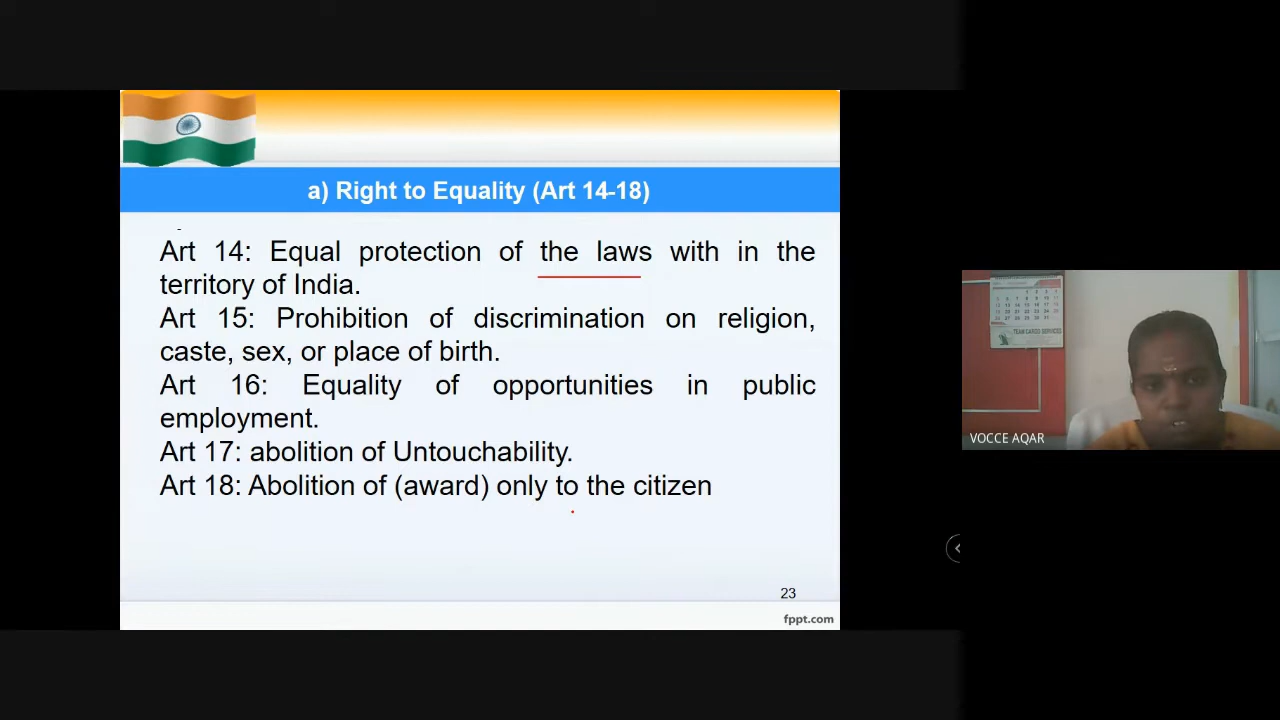 a) Right to Equality (Art 14-18)
Art 14: Equal protection of the laws with in the
territory of India.
Art 15: Prohibition of discrimination on religion,
caste, sex, or place of birth.
Art 16: Equality of opportunities in public
employment.
Art 17: abolition of Untouchability.
Art 18: Abolition of (award) only to the citizen
23
fppt.com
TEAM CARGO SERVICES
VOCCE AQAR